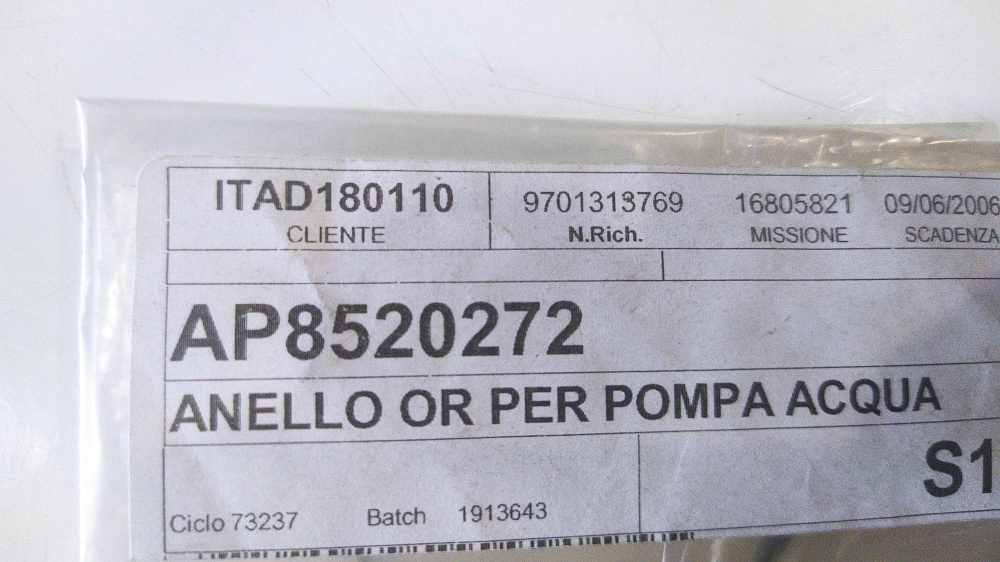 ITAD180110 9701313769 16805821 09/06/2006
CLIENTE N.Rich. MISSIONE SCADENZA
AP8520272
ANELLO OR PER POMPA ACQUA
S1
Ciclo 73237 Batch 1913643